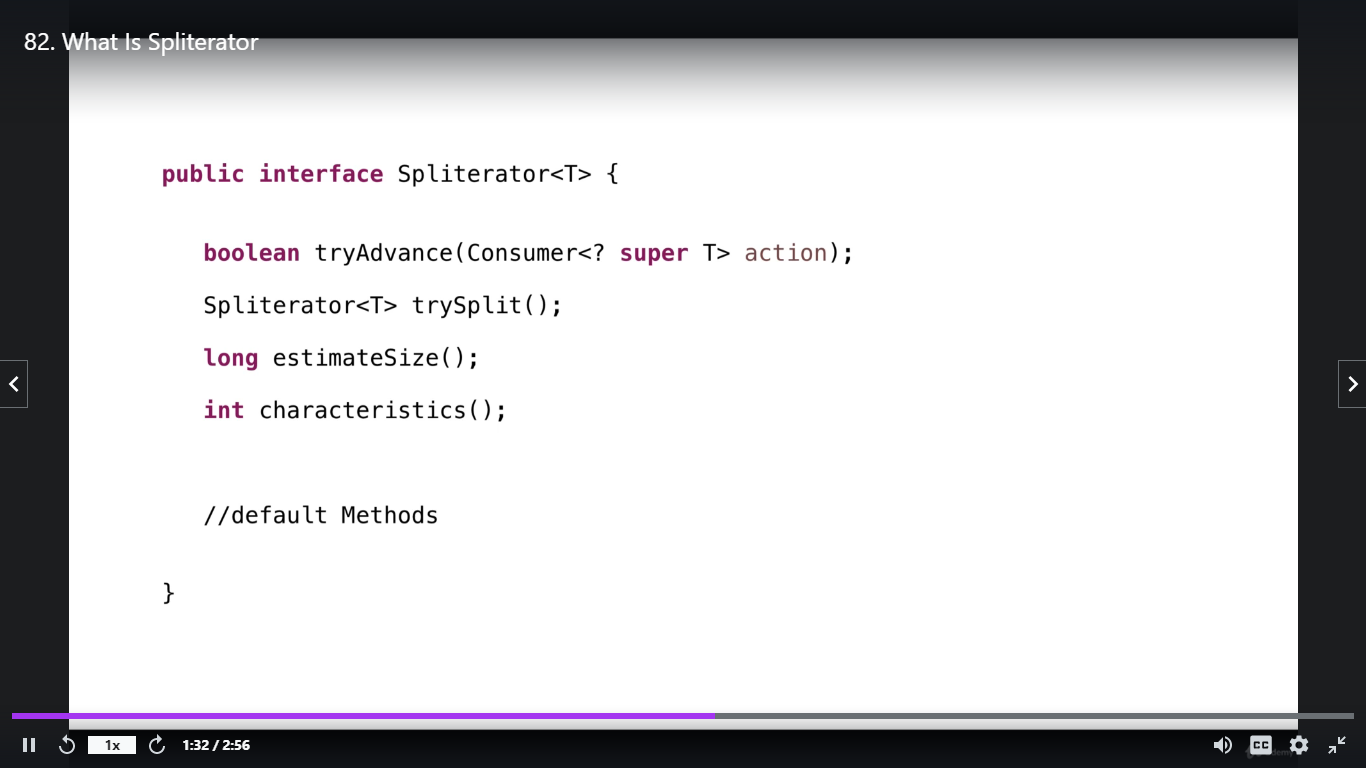 82. What Is Spliterator
public interface Spliterator<T> {
boolean tryAdvance(Consumer<? super T> action);
Spliterator<T> trySplit();
long estimateSize();
int characteristics();
//default Methods
}
1x
1:32 / 2:56
CC